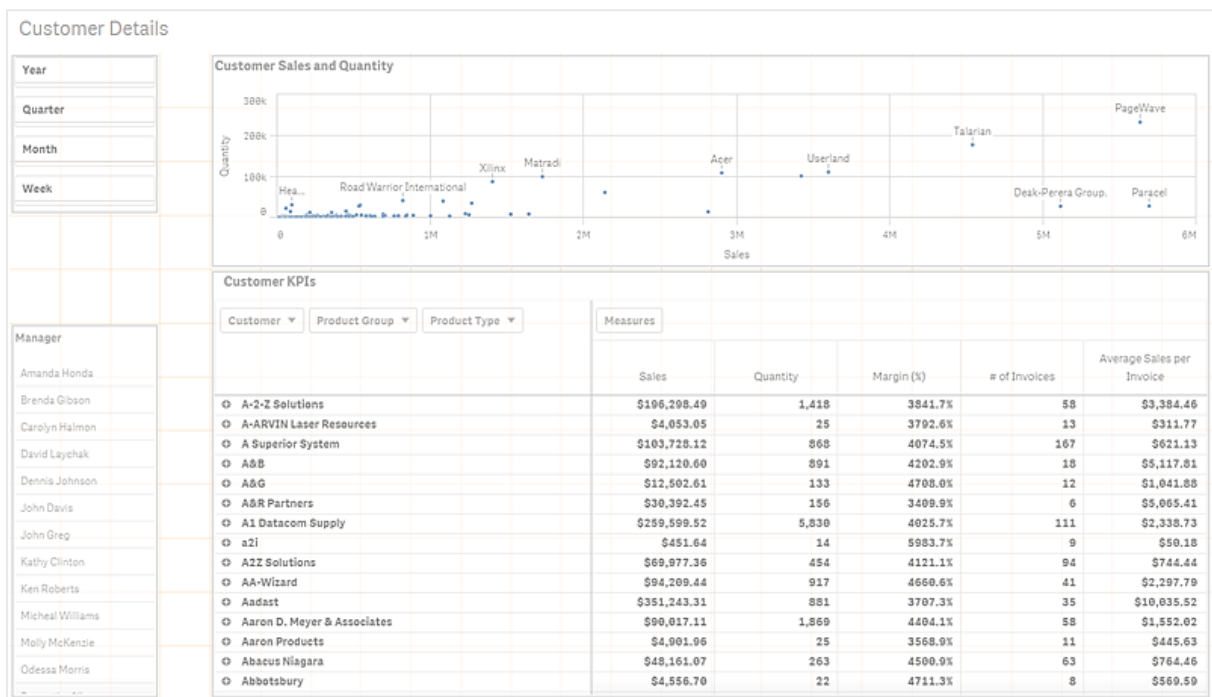 Customer Details
Year
Quarter
Month
Week
Customer Sales and Quantity
Quantity
300k
200k
100k
0
PageWave
Talarian
Acer
Userland
Xilinx
Matradi
Hea...
Road Warrior International
Deak-Perera Group.
Paracel
0 1M 2M 3M 4M 5M 6M
Sales
Manager
Amanda Honda
Brenda Gibson
Carolyn Halmon
David Laychak
Dennis Johnson
John Davis
John Greg
Kathy Clinton
Ken Roberts
Micheal Williams
Molly McKenzie
Odessa Morris
Customer KPIs
Customer Product Group Product Type Measures
Sales Quantity Margin (%) # of Invoices Average Sales per Invoice
A-2-Z Solutions $196,298.49 1,418 3841.7% 58 $3,384.46
A-ARVIN Laser Resources $4,053.05 25 3792.6% 13 $311.77
A Superior System $103,728.12 868 4074.5% 167 $621.13
A&B $92,120.60 891 4202.9% 18 $5,117.81
A&G $12,502.61 133 4708.0% 12 $1,041.88
A&R Partners $30,392.45 156 3409.9% 6 $5,065.41
A1 Datacom Supply $259,599.52 5,830 4025.7% 111 $2,338.73
a2i $451.64 14 5983.7% 9 $50.18
A2Z Solutions $69,977.36 454 4121.1% 94 $744.44
AA-Wizard $94,209.44 917 4660.6% 41 $2,297.79
Aadast $351,243.31 881 3707.3% 35 $10,035.52
Aaron D. Meyer & Associates $90,017.11 1,869 4404.1% 58 $1,552.02
Aaron Products $4,901.96 25 3568.9% 11 $445.63
Abacus Niagara $48,161.07 263 4500.9% 63 $764.46
Abbotsbury $4,556.70 22 4711.3% 8 $569.59